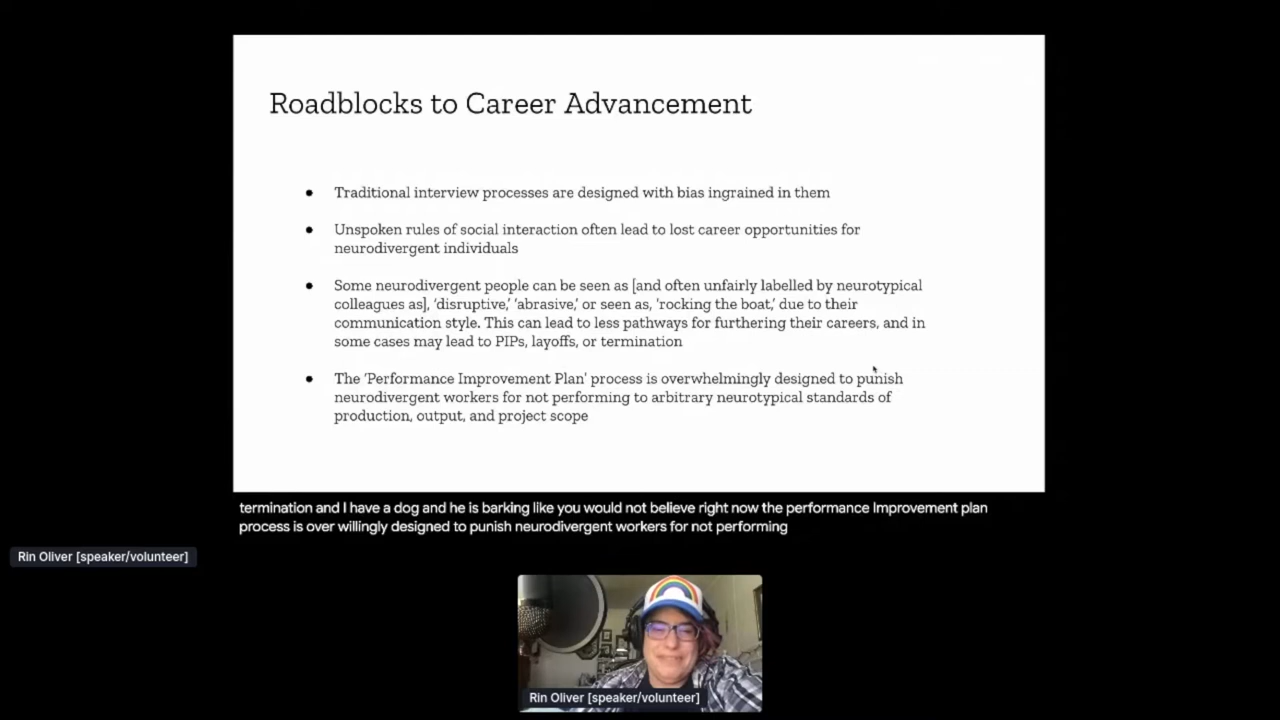 Roadblocks to Career Advancement
● Traditional interview processes are designed with bias ingrained in them
● Unspoken rules of social interaction often lead to lost career opportunities for
neurodivergent individuals
● Some neurodivergent people can be seen as [and often unfairly labelled by neurotypical
colleagues as], 'disruptive,' 'abrasive,' or seen as, 'rocking the boat,' due to their
communication style. This can lead to less pathways for furthering their careers, and in
some cases may lead to PIPs, layoffs, or termination
● The 'Performance Improvement Plan' process is overwhelmingly designed to punish
neurodivergent workers for not performing to arbitrary neurotypical standards of
production, output, and project scope
termination and I have a dog and he is barking like you would not believe right now the performance Improvement plan
process is over willingly designed to punish neurodivergent workers for not performing
Rin Oliver [speaker/volunteer]
Rin Oliver [speaker/volunteer]